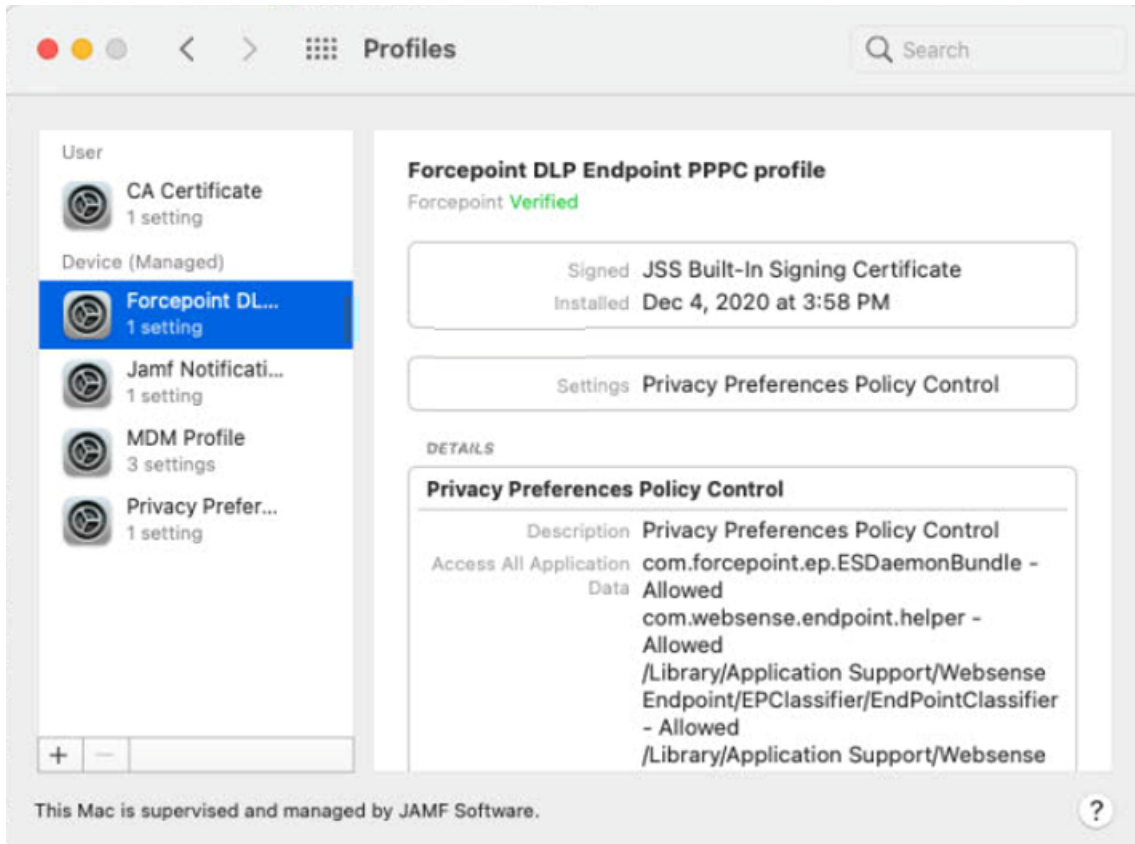 Profiles
Search
User
CA Certificate
1 setting
Device (Managed)
Forcepoint DL...
1 setting
Jamf Notificati...
1 setting
MDM Profile
3 settings
Privacy Prefer...
1 setting
+ −
Forcepoint DLP Endpoint PPPC profile
Forcepoint Verified
Signed JSS Built-In Signing Certificate
Installed Dec 4, 2020 at 3:58 PM
Settings Privacy Preferences Policy Control
DETAILS
Privacy Preferences Policy Control
Description Privacy Preferences Policy Control
Access All Application com.forcepoint.ep.ESDaemonBundle -
Data Allowed
com.websense.endpoint.helper -
Allowed
/Library/Application Support/Websense
Endpoint/EPClassifier/EndPointClassifier
- Allowed
/Library/Application Support/Websense
This Mac is supervised and managed by JAMF Software.
?